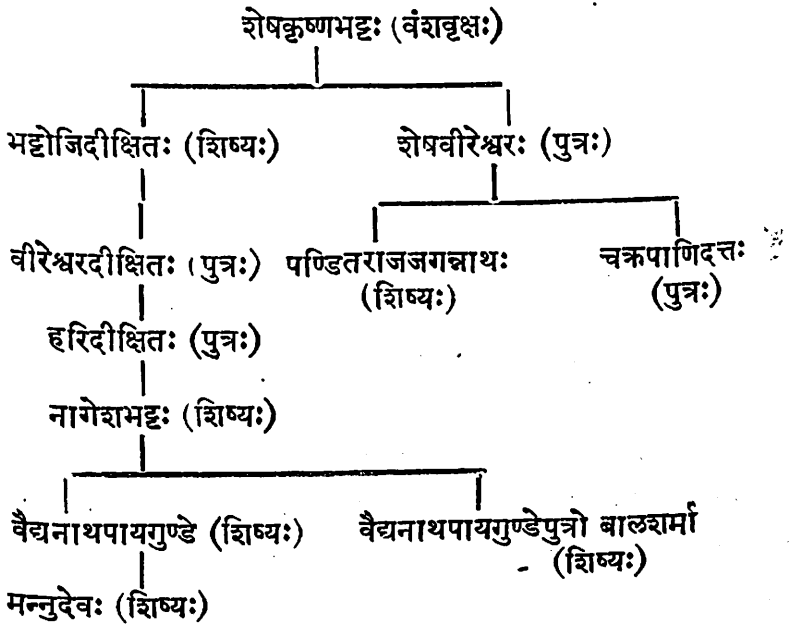 शेषकृष्णभट्टः (वंशवृक्षः)
भट्टोजिदीक्षितः (शिष्यः) शेषवीरेश्वरः (पुत्रः)
वीरेश्वरदीक्षितः (पुत्रः) पण्डितराजजगन्नाथः चक्रपाणिदत्तः
(शिष्यः) (पुत्रः)
हरिदीक्षितः (पुत्रः)
नागेशभट्टः (शिष्यः)
वैद्यनाथपायगुण्डे (शिष्यः) वैद्यनाथपायगुण्डेपुत्रो बालशर्मा
(शिष्यः)
मन्नुदेवः (शिष्यः)